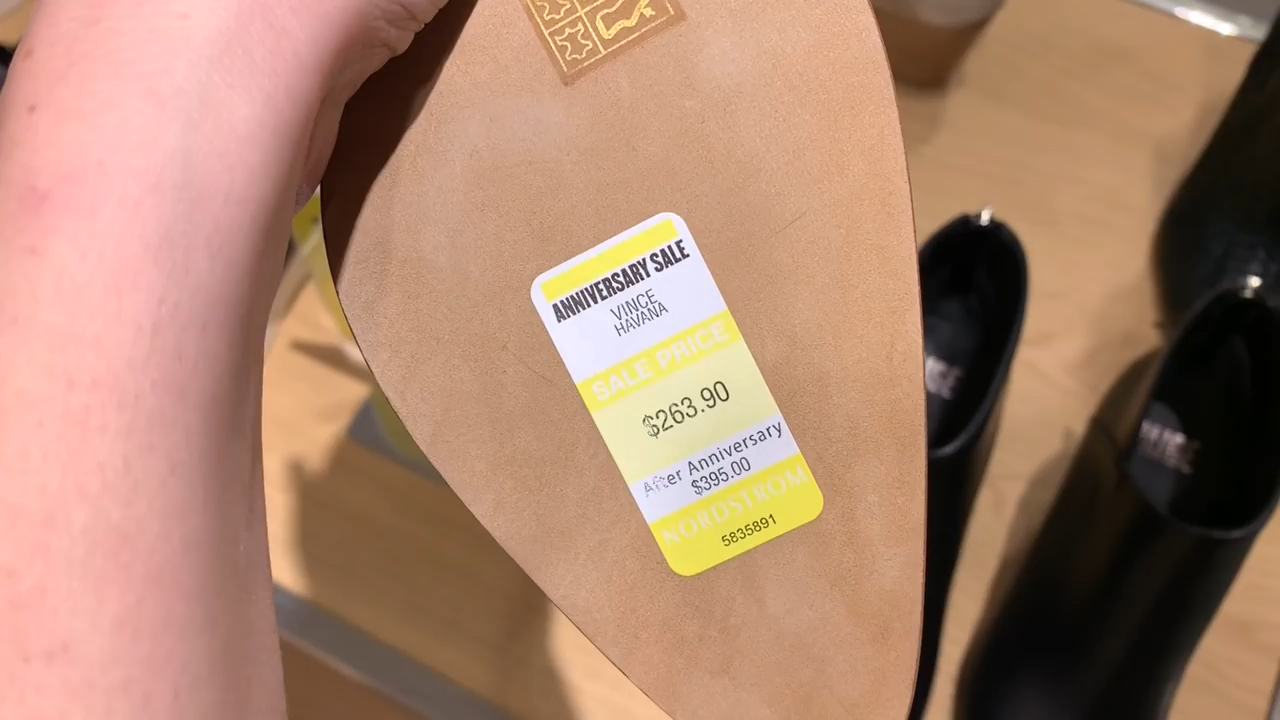 ANNIVERSARY SALE
VINCE
HAVANA
SALE PRICE
$263.90
After Anniversary
$395.00
NORDSTROM
5835891